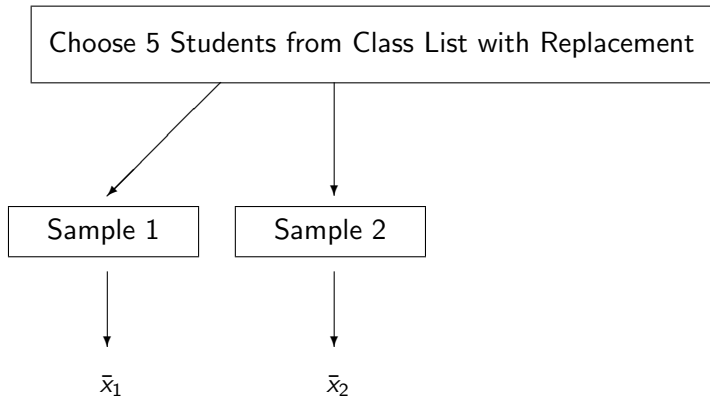 Choose 5 Students from Class List with Replacement
Sample 1
Sample 2
x̄₁
x̄₂